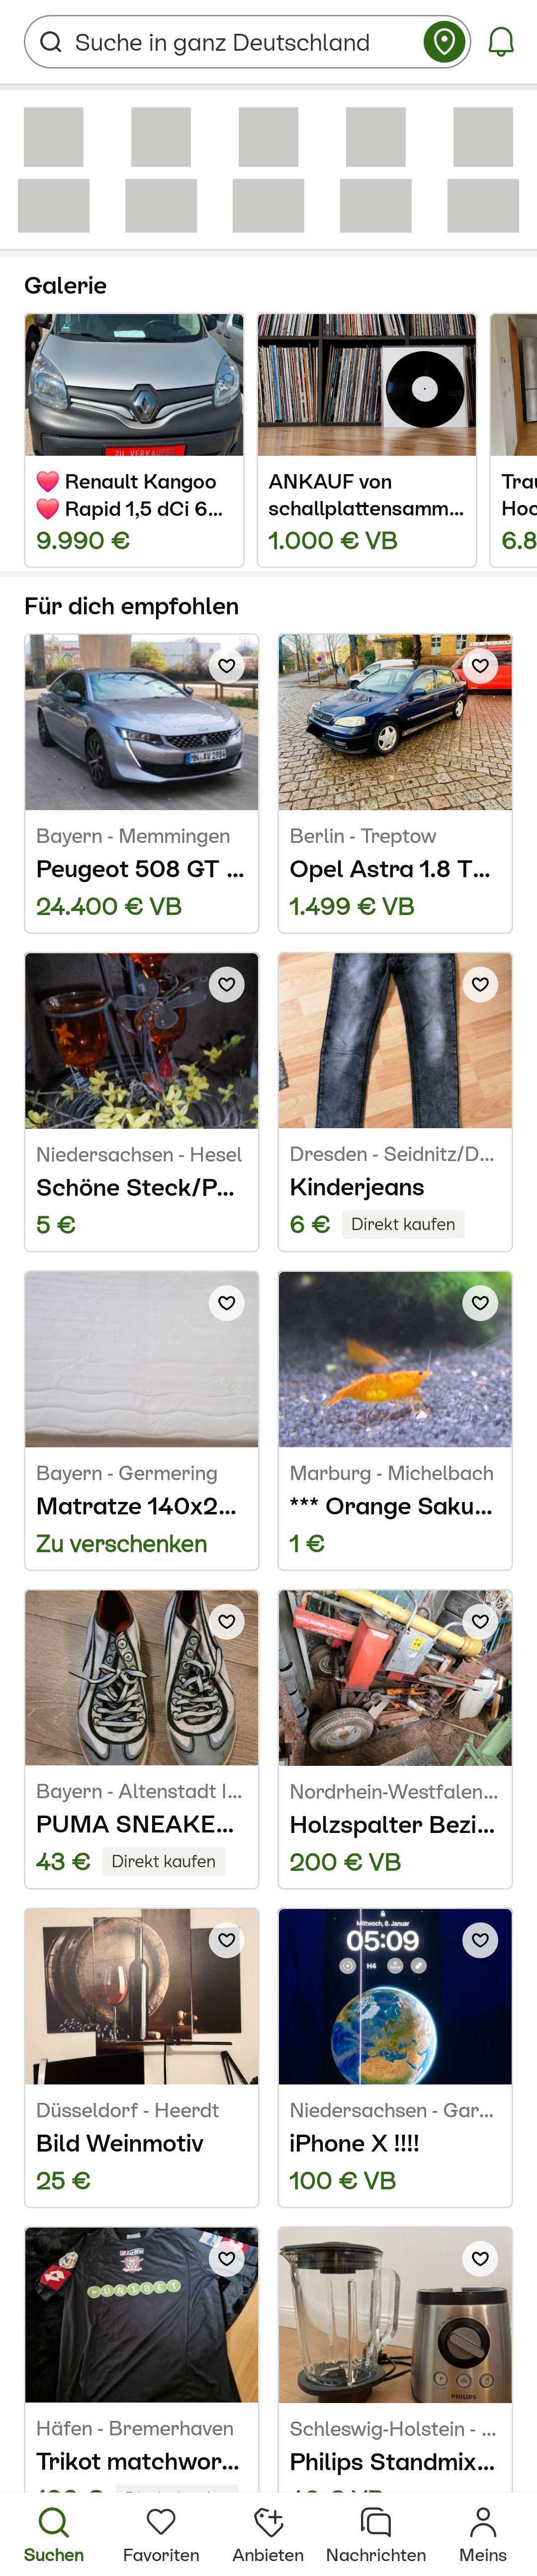 Suche in ganz Deutschland
Galerie
ZU VERKAUFEN
❤️ Renault Kangoo
❤️ Rapid 1,5 dCi 6...
9.990 €
ANKAUF von
schallplattensamm...
1.000 € VB
Trau
Hoc
6.8
Für dich empfohlen
Bayern - Memmingen
Peugeot 508 GT ...
24.400 € VB
Berlin - Treptow
Opel Astra 1.8 T...
1.499 € VB
Niedersachsen - Hesel
Schöne Steck/P...
5 €
Dresden - Seidnitz/D...
Kinderjeans
6 €
Direkt kaufen
Bayern - Germering
Matratze 140x2...
Zu verschenken
Marburg - Michelbach
*** Orange Saku...
1 €
Bayern - Altenstadt I...
PUMA SNEAKE...
43 €
Direkt kaufen
Nordrhein-Westfalen...
Holzspalter Bezi...
200 € VB
Mittwoch, 8. Januar
05:09
H4
Düsseldorf - Heerdt
Bild Weinmotiv
25 €
Niedersachsen - Gar...
iPhone X !!!!
100 € VB
UNIBET
PHILIPS
Häfen - Bremerhaven
Trikot matchwor...
Schleswig-Holstein - ...
Philips Standmix...
Suchen
Favoriten
Anbieten
Nachrichten
Meins